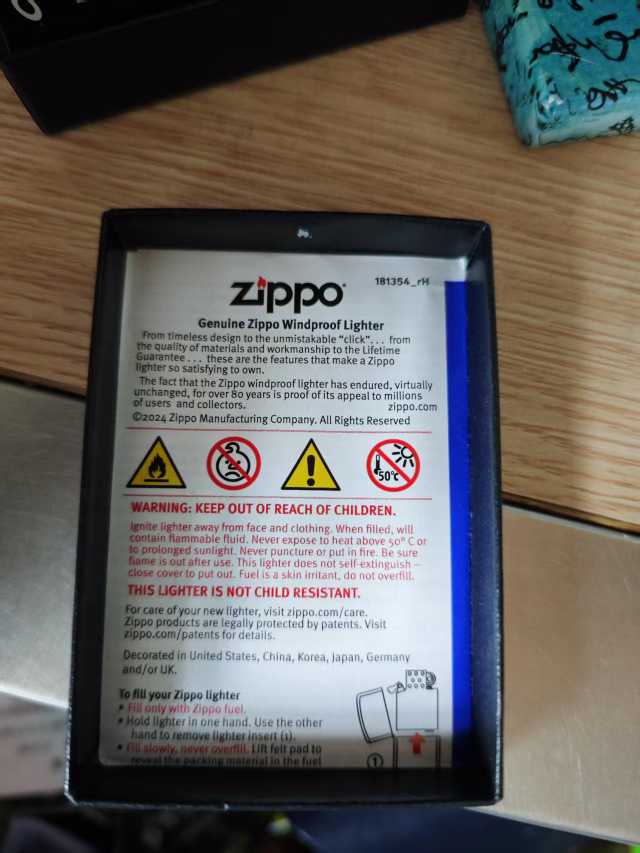 zippo
181354_rH
Genuine Zippo Windproof Lighter
From timeless design to the unmistakable “click”. . . from
the quality of materials and workmanship to the Lifetime
Guarantee . . . these are the features that make a Zippo
lighter so satisfying to own.
The fact that the Zippo windproof lighter has endured, virtually
unchanged, for over 80 years is proof of its appeal to millions
of users and collectors. zippo.com
©2024 Zippo Manufacturing Company. All Rights Reserved
50°C
WARNING: KEEP OUT OF REACH OF CHILDREN.
Ignite lighter away from face and clothing. When filled, will
contain flammable fluid. Never expose to heat above 50° C or
to prolonged sunlight. Never puncture or put in fire. Be sure
flame is out after use. This lighter does not self-extinguish –
close cover to put out. Fuel is a skin irritant, do not overfill.
THIS LIGHTER IS NOT CHILD RESISTANT.
For care of your new lighter, visit zippo.com/care.
Zippo products are legally protected by patents. Visit
zippo.com/patents for details.
Decorated in United States, China, Korea, Japan, Germany
and/or UK.
To fill your Zippo lighter
• Fill only with Zippo fuel.
• Hold lighter in one hand. Use the other
hand to remove lighter insert (1).
• Fill slowly, never overfill. Lift felt pad to
reveal the packing material in the fuel
1